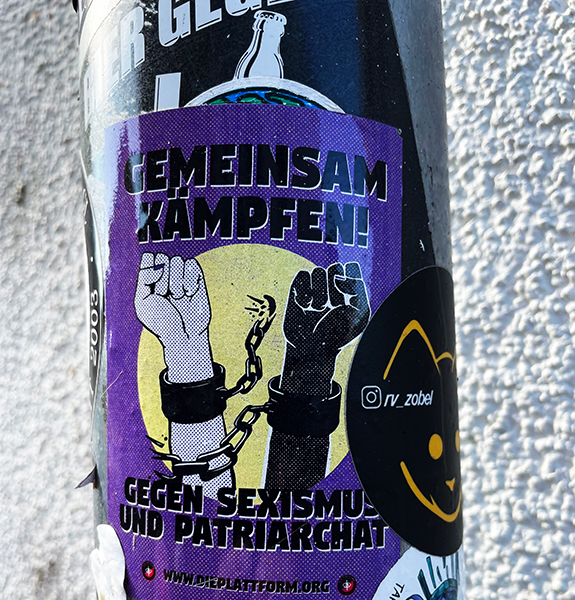 GEMEINSAM
KÄMPFEN!
rv_zobel
2003
GEGEN SEXISMUS
UND PATRIARCHAT
WWW.DIEPLATTFORM.ORG